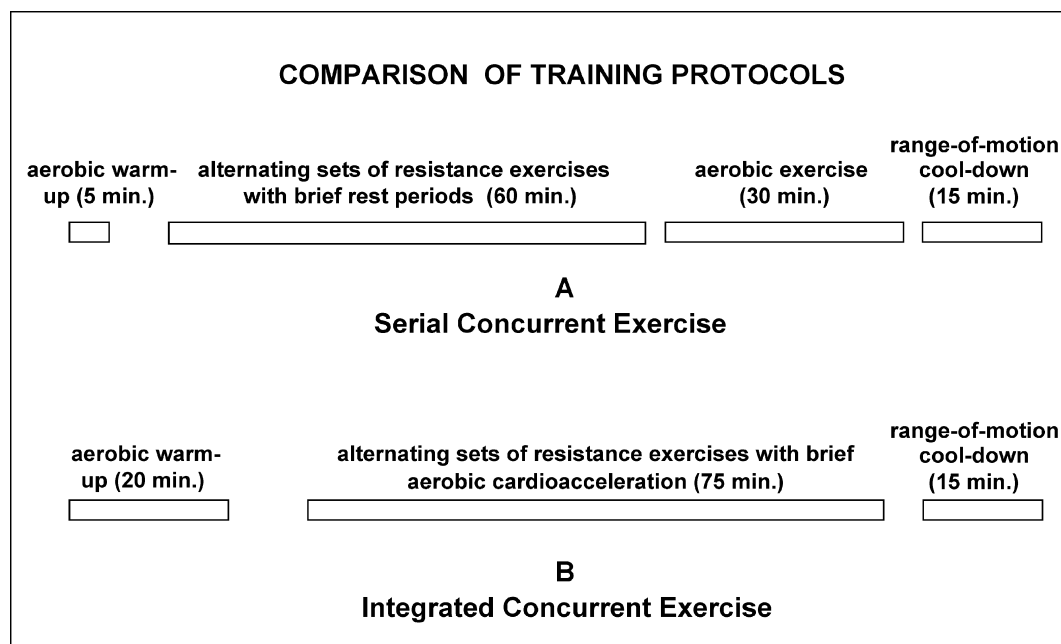 COMPARISON OF TRAINING PROTOCOLS
aerobic warm-
up (5 min.)
alternating sets of resistance exercises
with brief rest periods (60 min.)
aerobic exercise
(30 min.)
range-of-motion
cool-down
(15 min.)
A
Serial Concurrent Exercise
aerobic warm-
up (20 min.)
alternating sets of resistance exercises with brief
aerobic cardioacceleration (75 min.)
range-of-motion
cool-down
(15 min.)
B
Integrated Concurrent Exercise